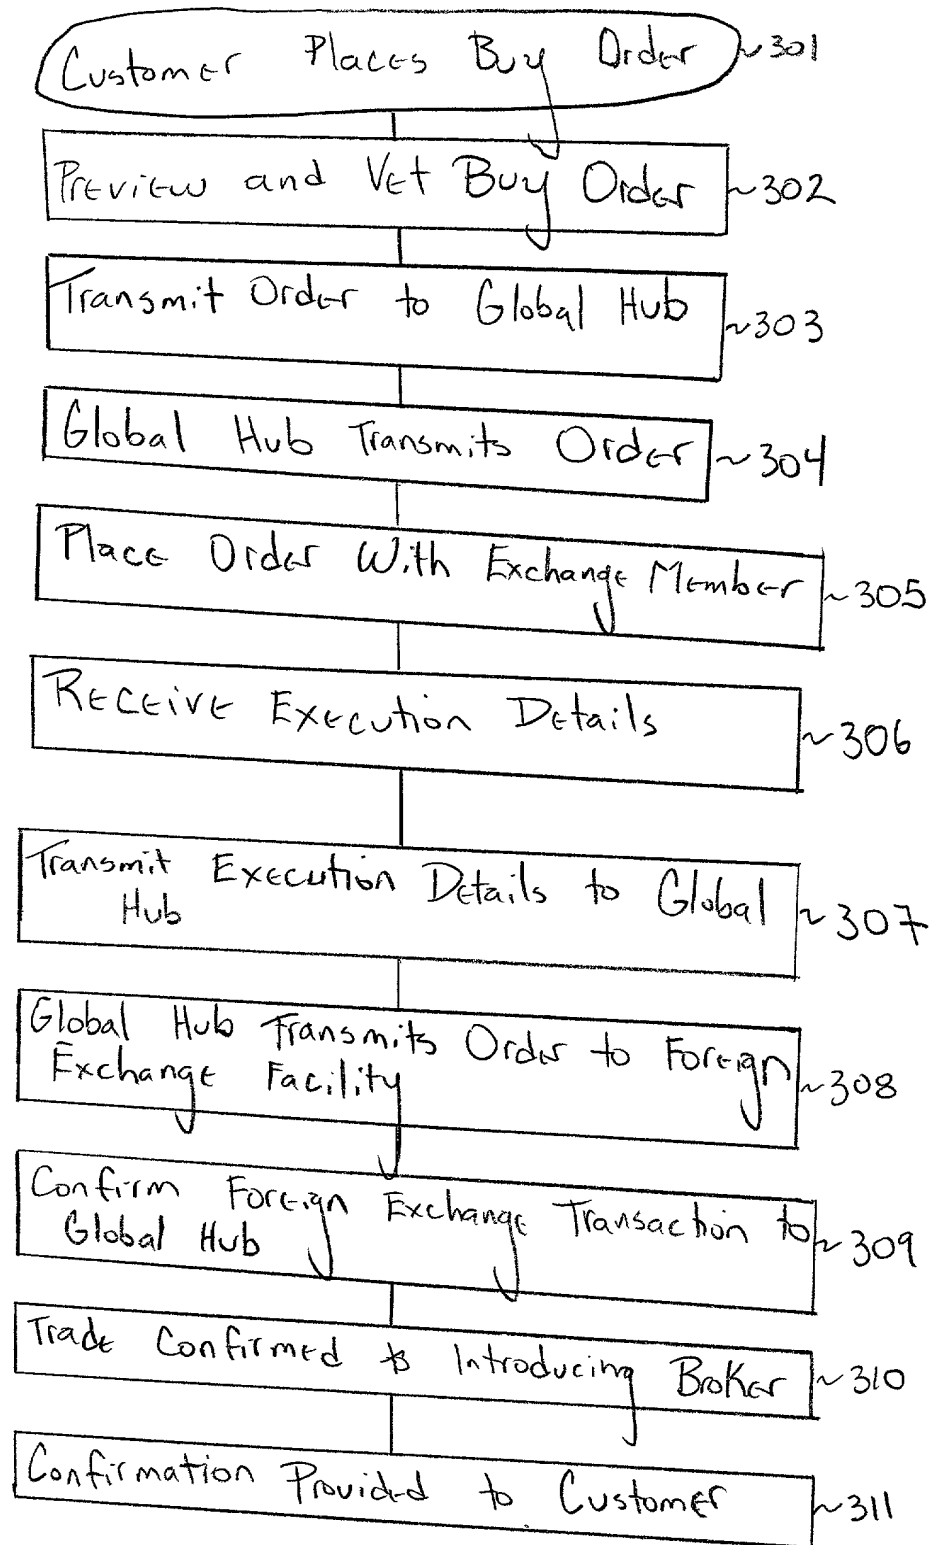 Customer Places Buy Order ~301
Preview and Vet Buy Order ~302
Transmit Order to Global Hub ~303
Global Hub Transmits Order ~304
Place Order With Exchange Member ~305
Receive Execution Details ~306
Transmit Execution Details to Global
Hub ~307
Global Hub Transmits Order to Foreign
Exchange Facility ~308
Confirm Foreign Exchange Transaction to
Global Hub ~309
Trade Confirmed to Introducing Broker ~310
Confirmation Provided to Customer ~311